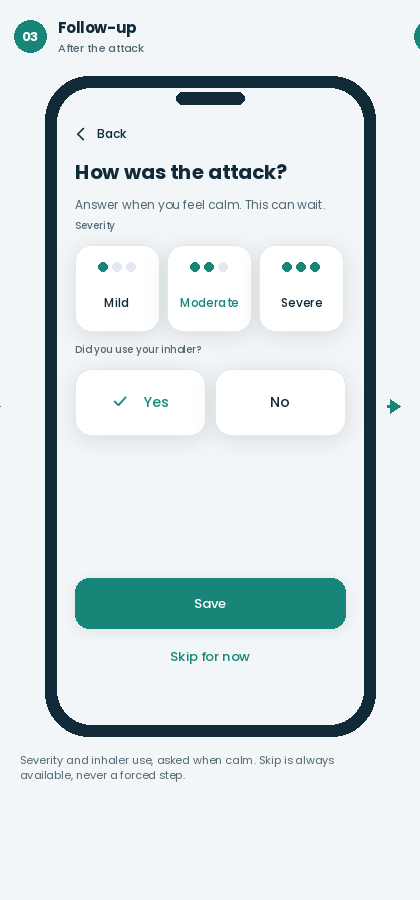 03
Follow-up
After the attack
Back
How was the attack?
Answer when you feel calm. This can wait.
Severity
Mild
Moderate
Severe
Did you use your inhaler?
Yes
No
Save
Skip for now
Severity and inhaler use, asked when calm. Skip is always
available, never a forced step.